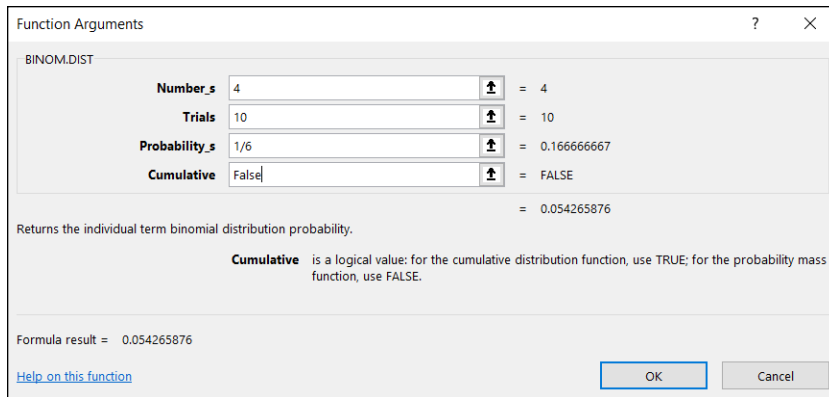 Function Arguments ? ×
BINOM.DIST
Number_s 4 = 4
Trials 10 = 10
Probability_s 1/6 = 0.166666667
Cumulative False = FALSE
= 0.054265876
Returns the individual term binomial distribution probability.
Cumulative is a logical value: for the cumulative distribution function, use TRUE; for the probability mass
function, use FALSE.
Formula result = 0.054265876
Help on this function OK Cancel